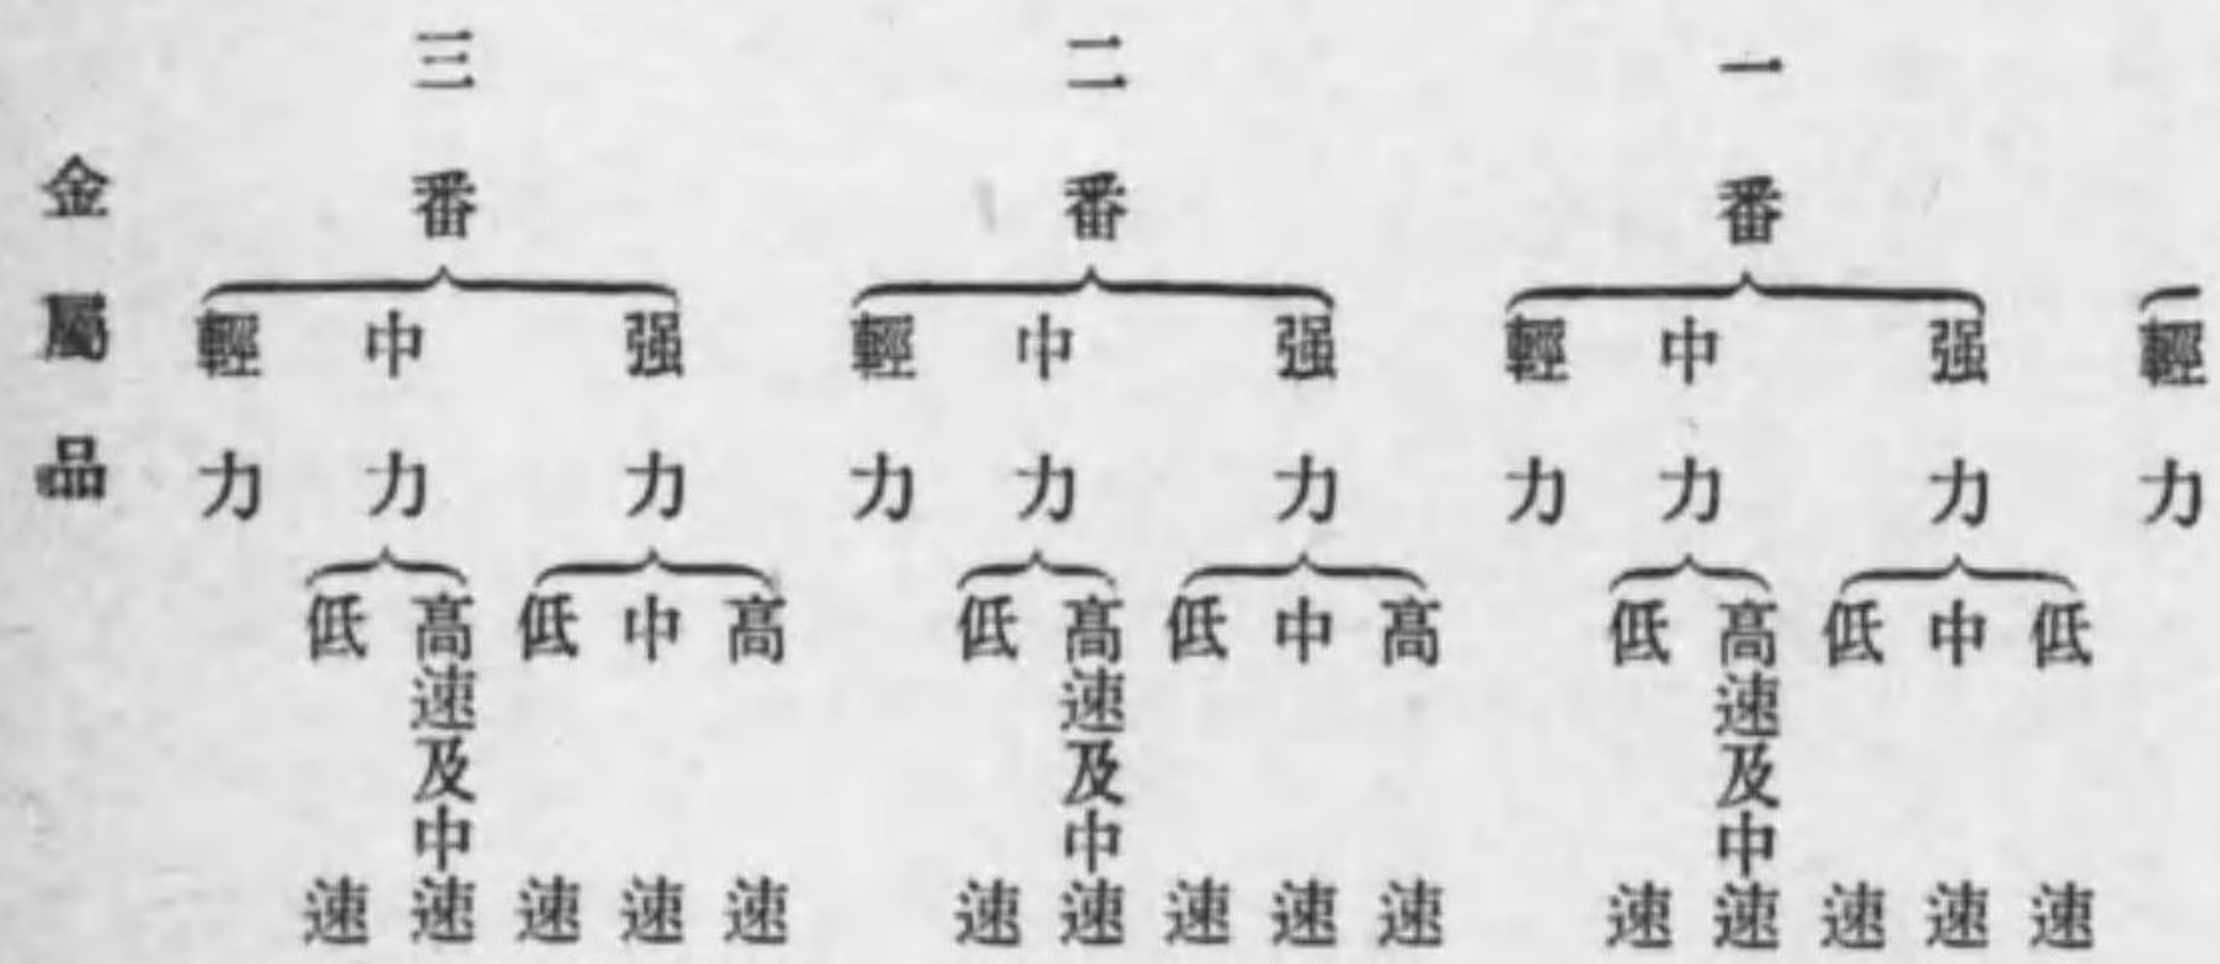 輕力
一番
强力
低速
中速
低速
中力
高速及中速
低速
輕力
二番
强力
高速
中速
低速
中力
高速及中速
低速
輕力
三番
强力
高速
中速
低速
中力
高速及中速
低速
輕力
金屬品